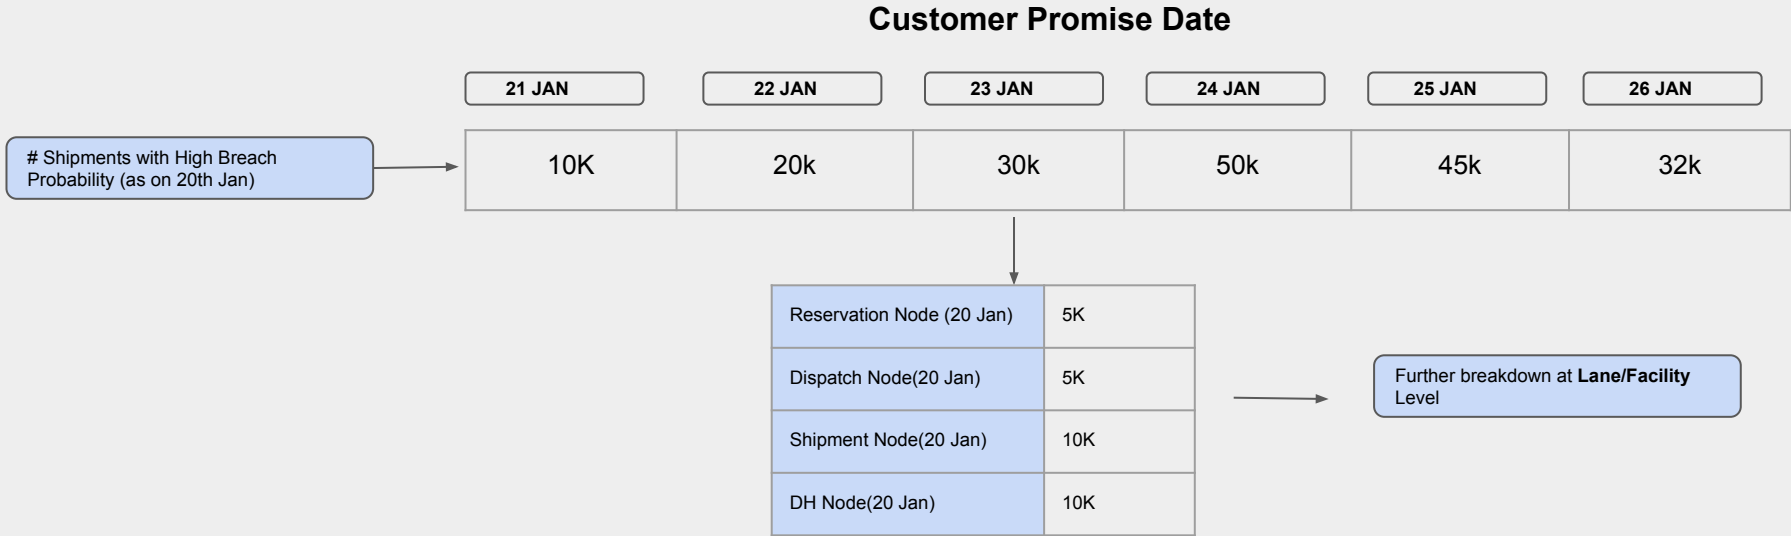 Customer Promise Date
21 JAN
22 JAN
23 JAN
24 JAN
25 JAN
26 JAN
# Shipments with High Breach
Probability (as on 20th Jan)
10K
20k
30k
50k
45k
32k
Reservation Node (20 Jan)
5K
Dispatch Node(20 Jan)
5K
Shipment Node(20 Jan)
10K
DH Node(20 Jan)
10K
Further breakdown at Lane/Facility
Level